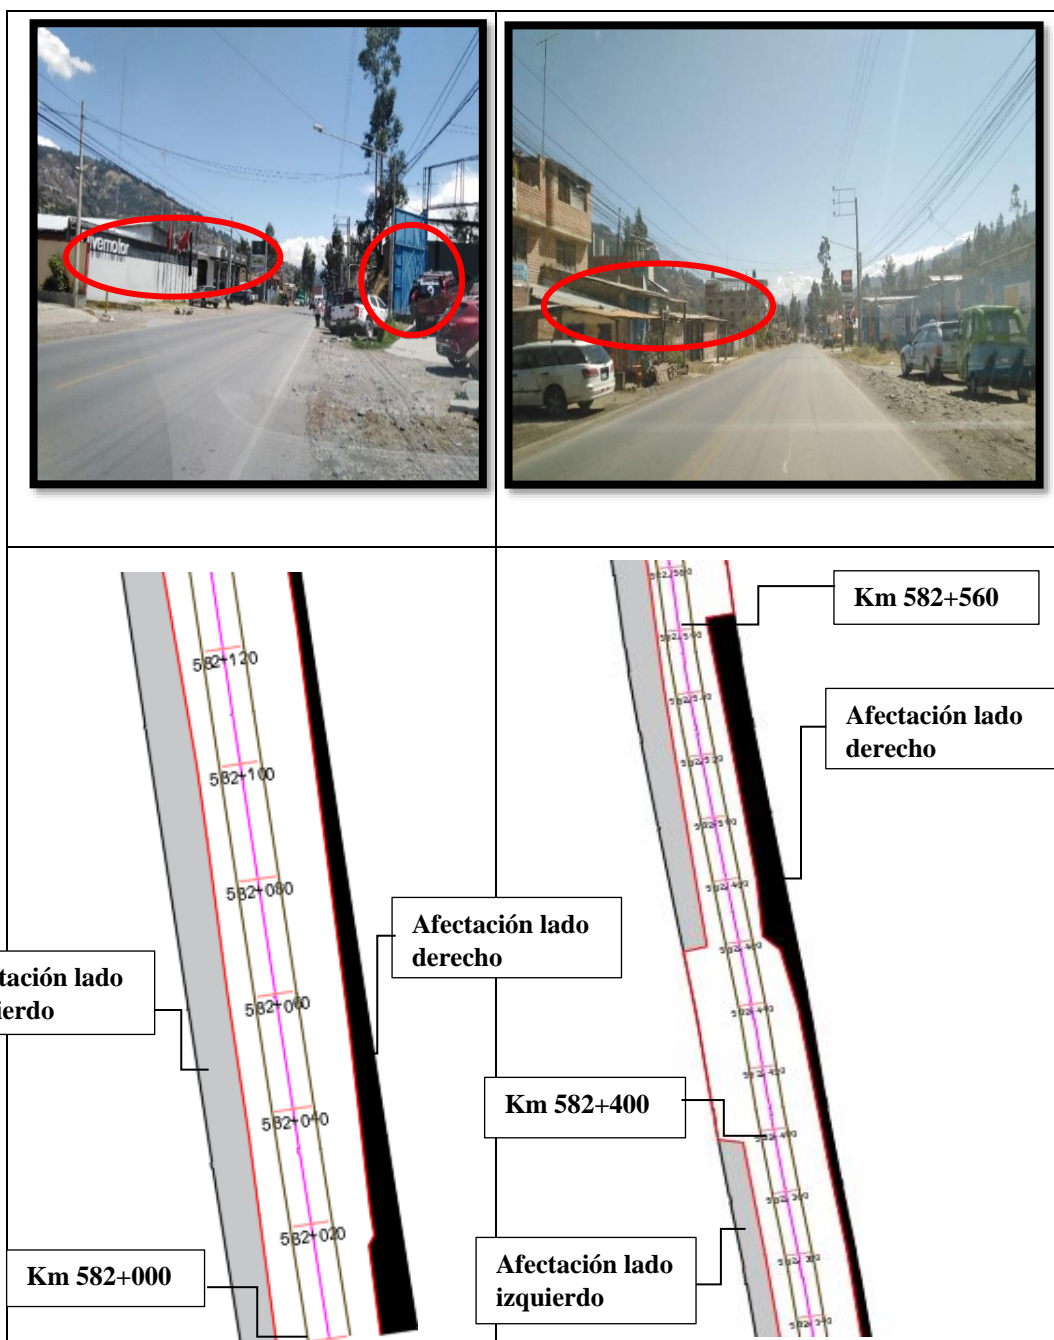 vemotor
582+120
582+100
582+080
582+060
582+040
582+020
Afectación lado
derecho
tación lado
ierdo
Km 582+000
Km 582+560
Afectación lado
derecho
Km 582+400
Afectación lado
izquierdo